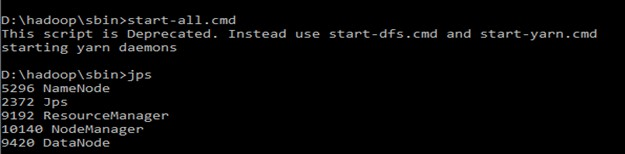 D:\hadoop\sbin>start-all.cmd
This script is Deprecated. Instead use start-dfs.cmd and start-yarn.cmd
starting yarn daemons
D:\hadoop\sbin>jps
5296 NameNode
2372 Jps
9192 ResourceManager
10140 NodeManager
9420 DataNode